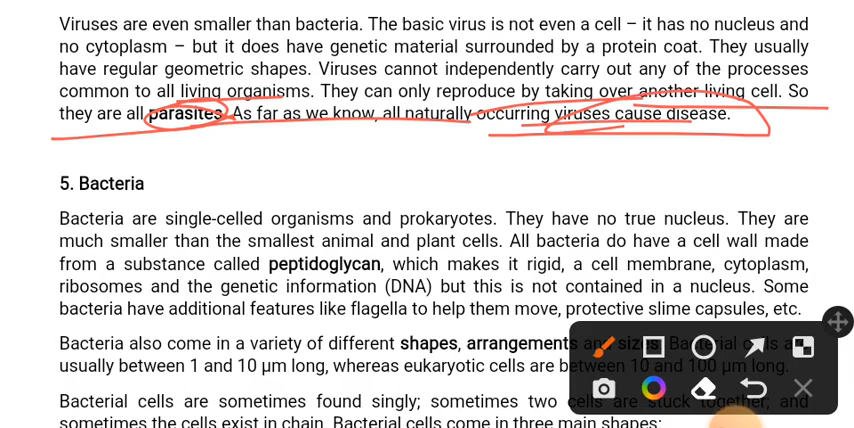 Viruses are even smaller than bacteria. The basic virus is not even a cell – it has no nucleus and
no cytoplasm – but it does have genetic material surrounded by a protein coat. They usually
have regular geometric shapes. Viruses cannot independently carry out any of the processes
common to all living organisms. They can only reproduce by taking over another living cell. So
they are all parasites. As far as we know, all naturally occurring viruses cause disease.
5. Bacteria
Bacteria are single-celled organisms and prokaryotes. They have no true nucleus. They are
much smaller than the smallest animal and plant cells. All bacteria do have a cell wall made
from a substance called peptidoglycan, which makes it rigid, a cell membrane, cytoplasm,
ribosomes and the genetic information (DNA) but this is not contained in a nucleus. Some
bacteria have additional features like flagella to help them move, protective slime capsules, etc.
Bacteria also come in a variety of different shapes, arrangements and sizes. Bacterial cells are
usually between 1 and 10 µm long, whereas eukaryotic cells are between 10 and 100 µm long.
Bacterial cells are sometimes found singly; sometimes two cells are stuck together; and
sometimes the cells exist in chain. Bacterial cells come in three main shapes: